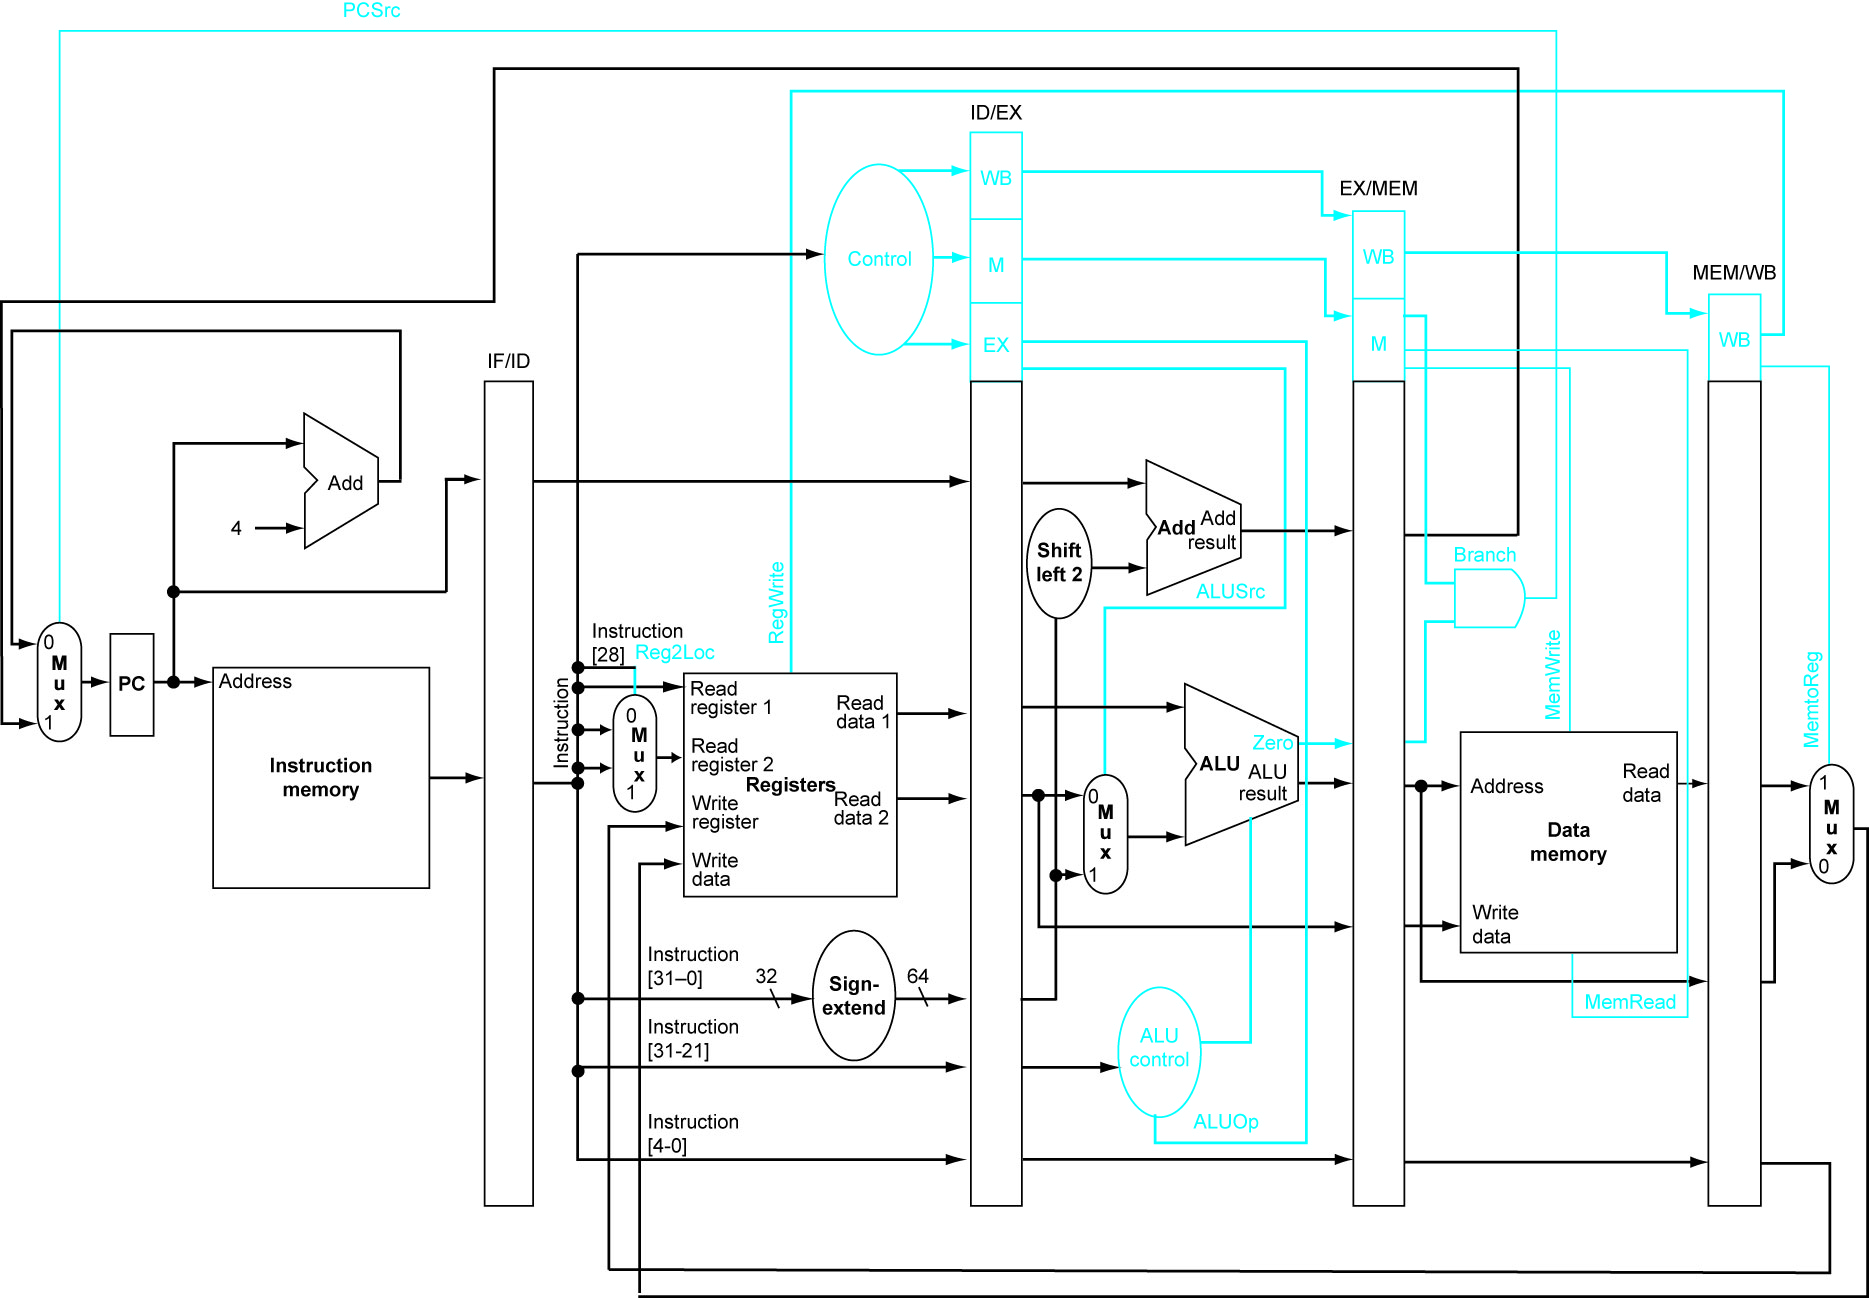 PCSrc
ID/EX
WB
EX/MEM
Control
M
WB
MEM/WB
EX
M
WB
IF/ID
Add
4
Add
Add
result
Shift
left 2
Branch
ALUSrc
RegWrite
MemWrite
MemtoReg
Instruction
[28]
Reg2Loc
0
M
u
x
1
PC
Address
Instruction
memory
Instruction
0
M
u
x
1
Read
register 1
Read
register 2
Write
register
Write
data
Registers
Read
data 1
Read
data 2
0
M
u
x
1
Zero
ALU
ALU
result
Address
Read
data
Data
memory
Write
data
1
M
u
x
0
Instruction
[31–0]
32
Sign-
extend
64
MemRead
Instruction
[31-21]
ALU
control
Instruction
[4-0]
ALUOp